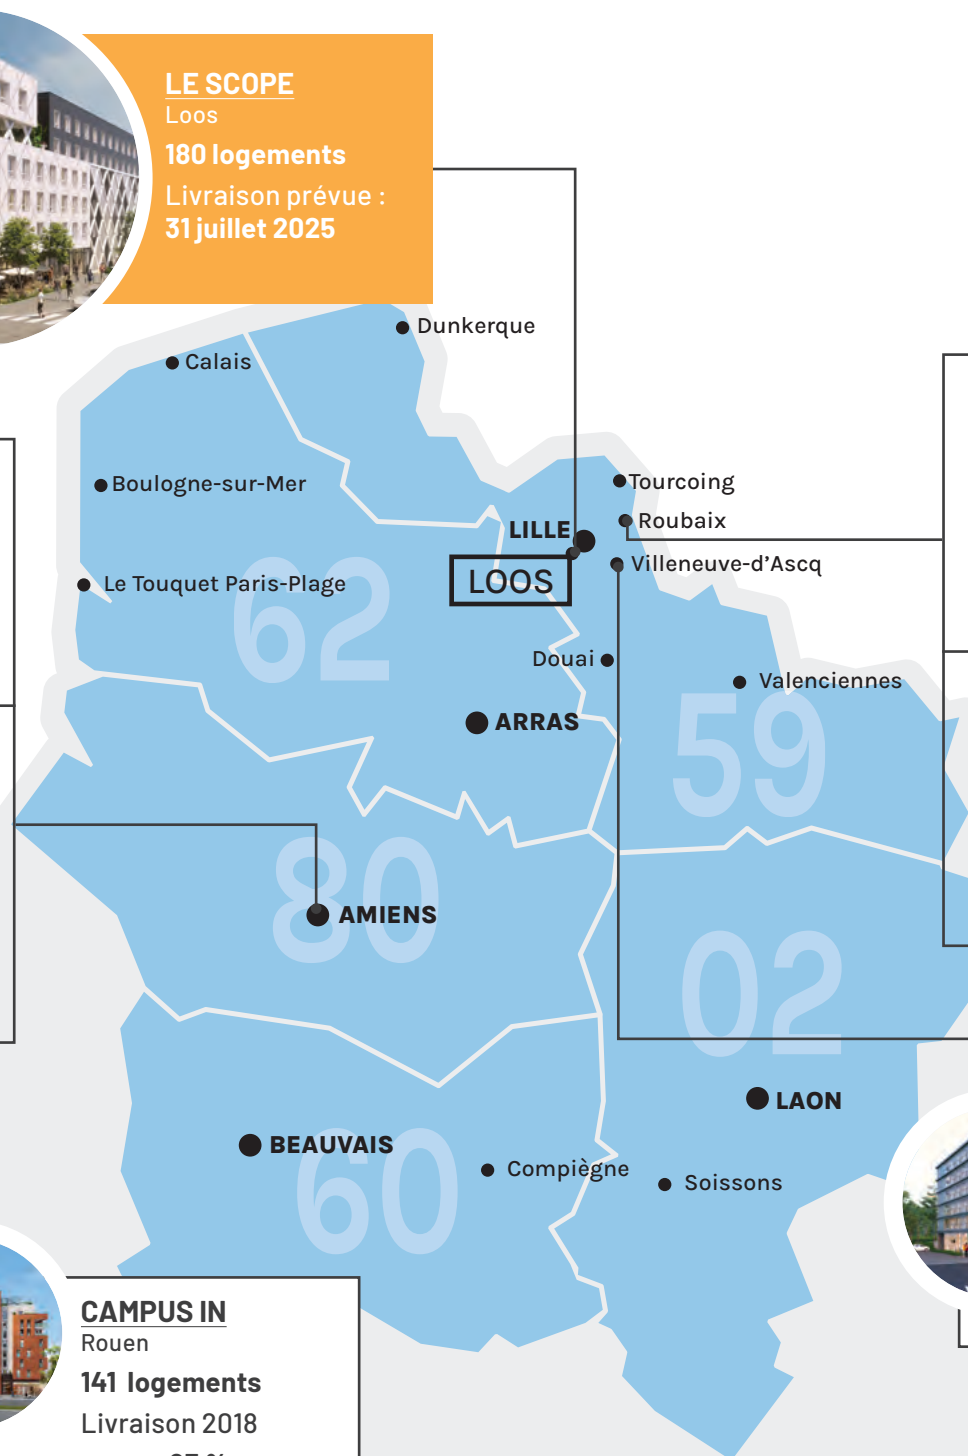 LE SCOPE
Loos
180 logements
Livraison prévue :
31 juillet 2025
Dunkerque
Calais
Boulogne-sur-Mer
Tourcoing
Roubaix
LILLE
Villeneuve-d'Ascq
LOOS
Le Touquet Paris-Plage
62
Douai
Valenciennes
ARRAS
59
80
AMIENS
02
LAON
BEAUVAIS
Compiègne
Soissons
60
CAMPUS IN
Rouen
141 logements
Livraison 2018